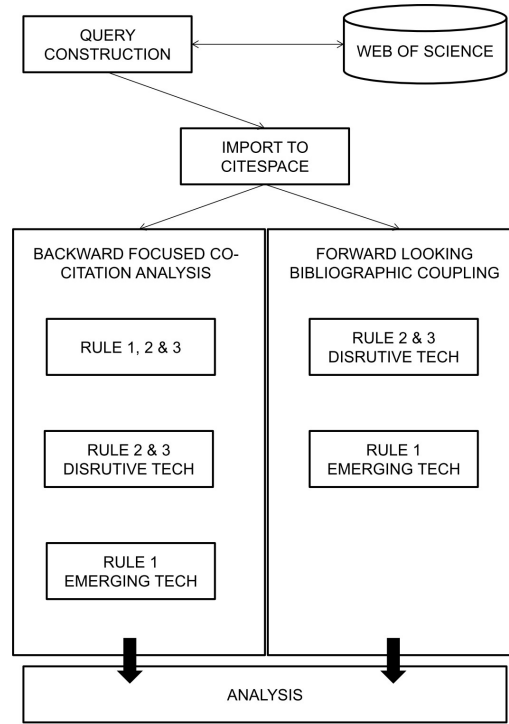 QUERY
CONSTRUCTION
WEB OF SCIENCE
IMPORT TO
CITESPACE
BACKWARD FOCUSED CO-
CITATION ANALYSIS
RULE 1, 2 & 3
RULE 2 & 3
DISRUTIVE TECH
RULE 1
EMERGING TECH
FORWARD LOOKING
BIBLIOGRAPHIC COUPLING
RULE 2 & 3
DISRUTIVE TECH
RULE 1
EMERGING TECH
ANALYSIS